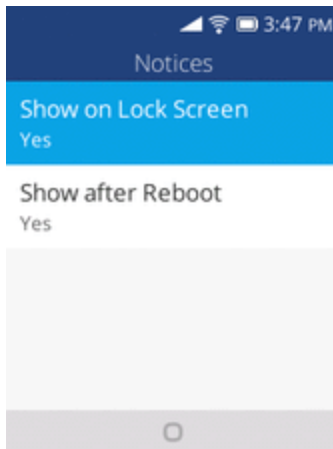 3:47 PM
Notices
Show on Lock Screen
Yes
Show after Reboot
Yes